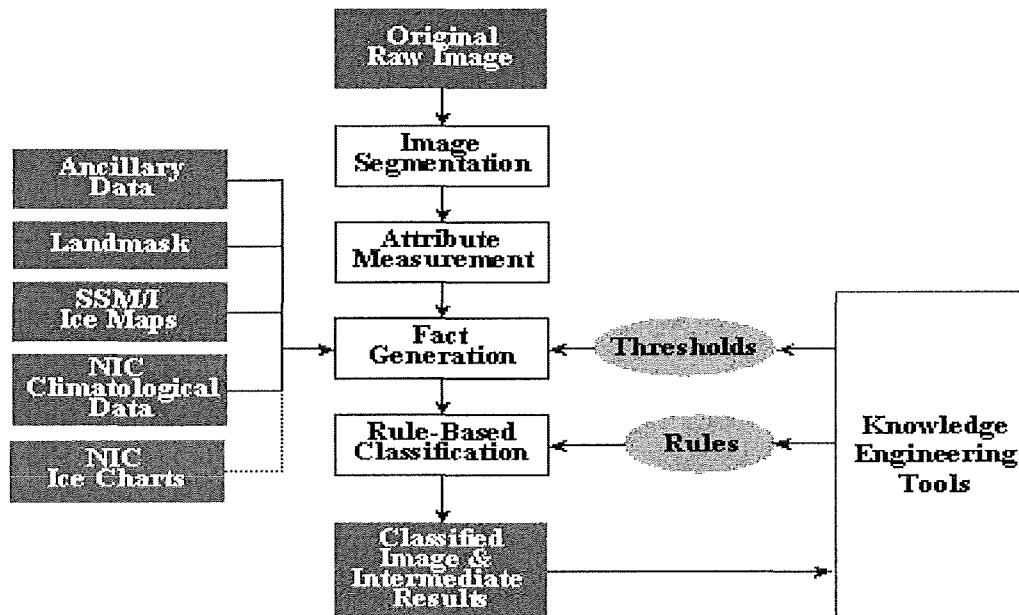 Original
Raw Image
Image
Segmentation
Ancillary
Data
Landmask
Attribute
Measurement
SSM/I
Ice Maps
Fact
Generation
Thresholds
NIC
Climatological
Data
Rule-Based
Classification
Rules
Knowledge
Engineering
Tools
NIC
Ice Charts
Classified
Image &
Intermediate
Results